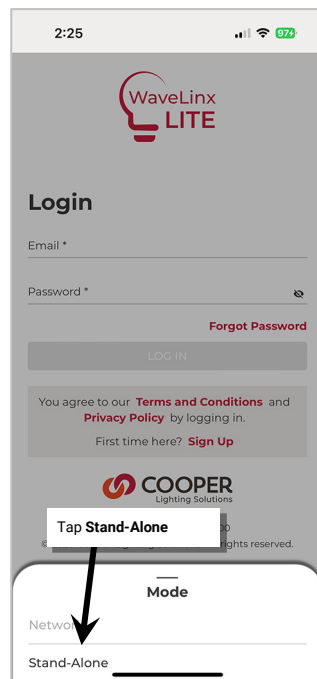 2:25
97
WaveLinx
LITE
Login
Email *
Password *
Forgot Password
LOG IN
You agree to our Terms and Conditions and
Privacy Policy by logging in.
First time here? Sign Up
COOPER
Lighting Solutions
Tap Stand-Alone
rights reserved.
Mode
Stand-Alone